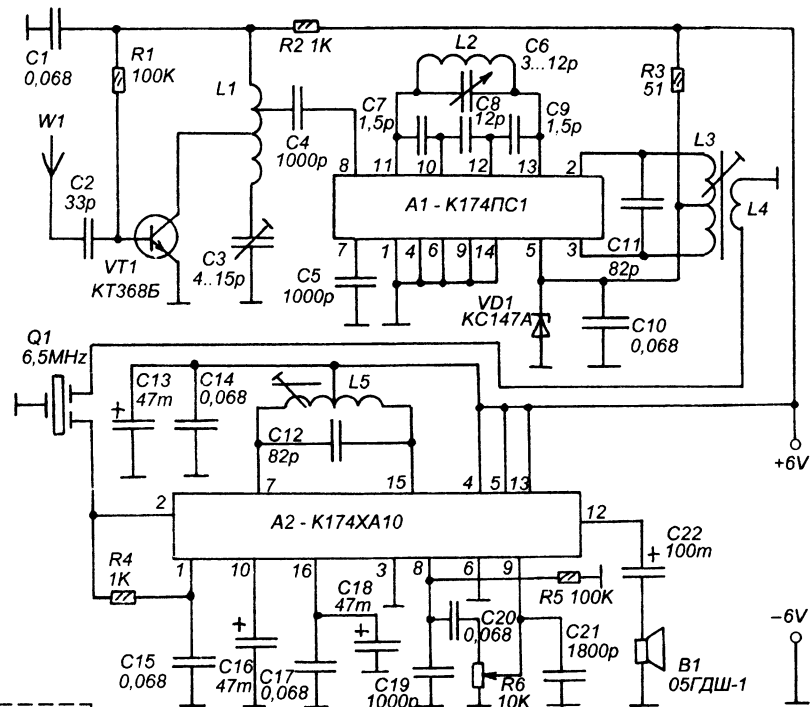 C1
0,068
R1
100K
R2 1K
L1
W1
C2
33p
VT1
КТ368Б
C3
4..15p
C4
1000p
C7
1,5p
L2
C6
3...12p
C8
12p
C9
1,5p
R3
51
L3
L4
8
11
10
12
13
2
A1 - К174ПС1
7
1
4
6
9
14
5
3
C11
82p
C5
1000p
VD1
КС147А
C10
0,068
Q1
6,5MHz
C13
47m
C14
0,068
L5
C12
82p
+6V
7
15
4
5
13
2
A2 - К174ХА10
12
1
10
16
3
8
6
9
R4
1K
C22
100m
R5 100K
C18
47m
C20
0,068
C21
1800p
C15
0,068
C16
47m
C17
0,068
C19
1000p
R6
10K
B1
05ГДШ-1
−6V